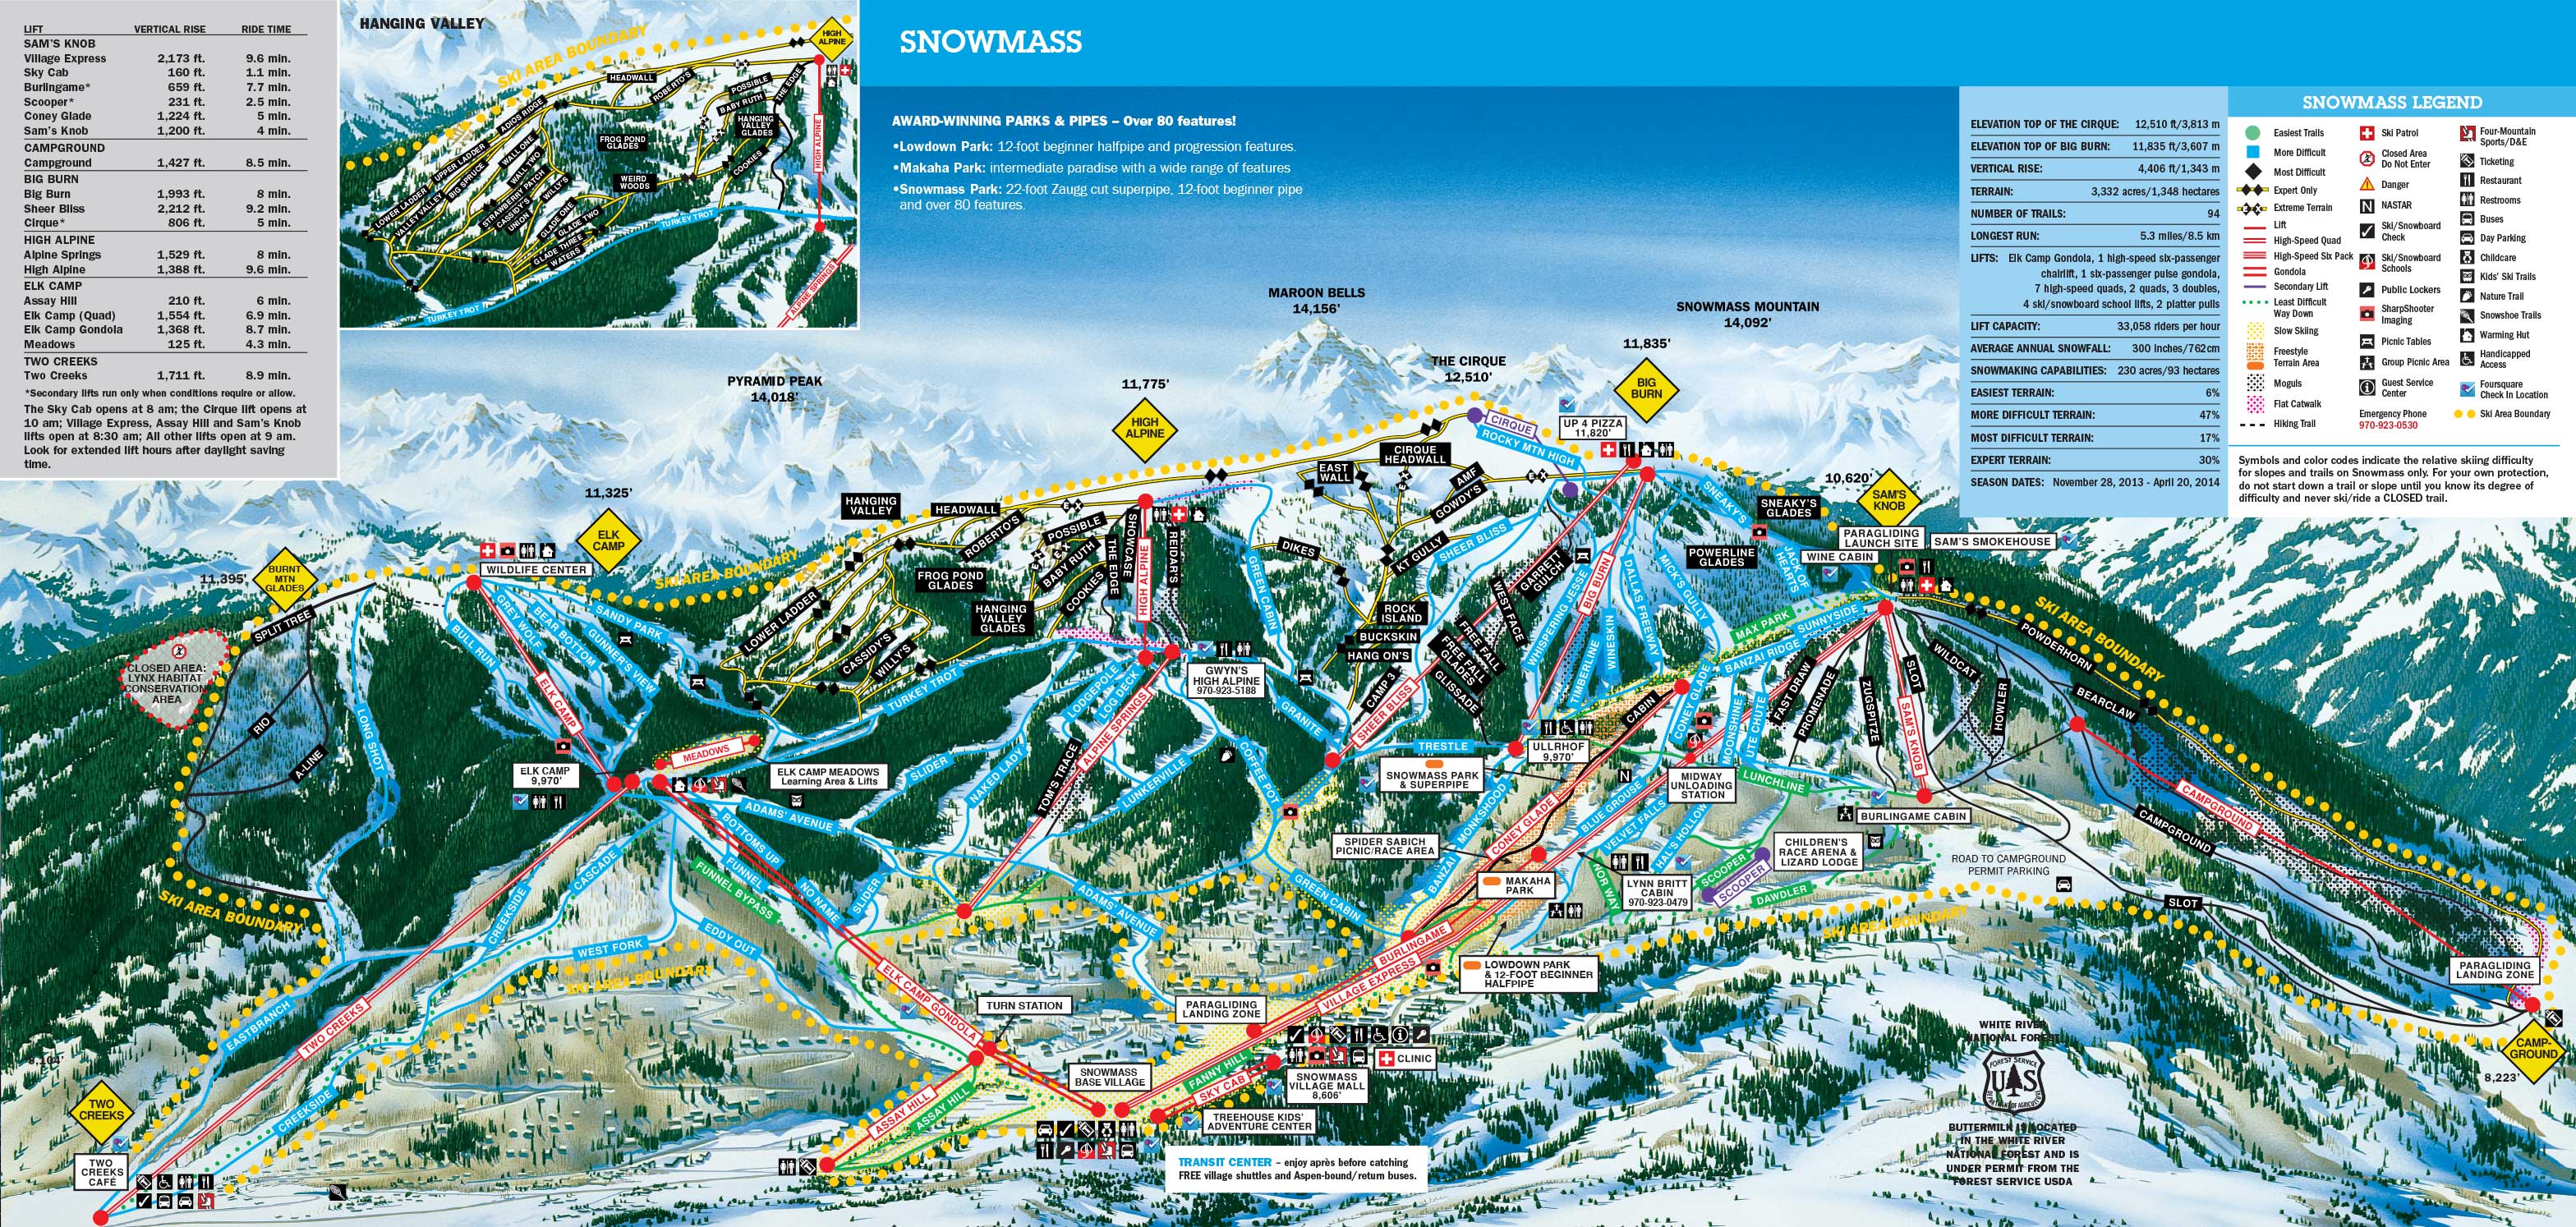 LIFT VERTICAL RISE RIDE TIME
SAM'S KNOB
Village Express 2,173 ft. 9.6 min.
Sky Cab 160 ft. 1.1 min.
Burlingame* 659 ft. 7.7 min.
Scooper* 231 ft. 2.5 min.
Coney Glade 1,224 ft. 5 min.
Sam's Knob 1,200 ft. 4 min.
CAMPGROUND
Campground 1,427 ft. 8.5 min.
BIG BURN
Big Burn 1,993 ft. 8 min.
Sheer Bliss 2,212 ft. 9.2 min.
Cirque* 806 ft. 5 min.
HIGH ALPINE
Alpine Springs 1,529 ft. 8 min.
High Alpine 1,388 ft. 9.6 min.
ELK CAMP
Assay Hill 210 ft. 6 min.
Elk Camp (Quad) 1,554 ft. 6.9 min.
Elk Camp Gondola 1,368 ft. 8.7 min.
Meadows 125 ft. 4.3 min.
TWO CREEKS
Two Creeks 1,711 ft. 8.9 min.
*Secondary lifts run only when conditions require or allow.
The Sky Cab opens at 8 am; the Cirque lift opens at
10 am; Village Express, Assay Hill and Sam's Knob
lifts open at 8:30 am; All other lifts open at 9 am.
Look for extended lift hours after daylight saving
time.
HANGING VALLEY
SKI AREA BOUNDARY
HIGH
ALPINE
HEADWALL
ROBERTO'S
POSSIBLE
BABY RUTH
THE EDGE
HANGING
VALLEY
GLADES
COOKIES
ADIOS RIDGE
FROG POND
GLADES
WEIRD
WOODS
UPPER LADDER
WALL ONE
WALL TWO
BIG SPRUCE
LOWER LADDER
VALLEY VALLEY
STRAWBERRY PATCH
CASSIDY'S
UNION
WILLY'S
GLADE ONE
GLADE TWO
GLADE THREE
WATERS
TURKEY TROT
TURKEY TROT
HIGH ALPINE
ALPINE SPRINGS
SNOWMASS
AWARD-WINNING PARKS & PIPES – Over 80 features!
•Lowdown Park: 12-foot beginner halfpipe and progression features.
•Makaha Park: intermediate paradise with a wide range of features
•Snowmass Park: 22-foot Zaugg cut superpipe, 12-foot beginner pipe
and over 80 features.
ELEVATION TOP OF THE CIRQUE: 12,510 ft/3,813 m
ELEVATION TOP OF BIG BURN: 11,835 ft/3,607 m
VERTICAL RISE: 4,406 ft/1,343 m
TERRAIN: 3,332 acres/1,348 hectares
NUMBER OF TRAILS: 94
LONGEST RUN: 5.3 miles/8.5 km
LIFTS: Elk Camp Gondola, 1 high-speed six-passenger
chairlift, 1 six-passenger pulse gondola,
7 high-speed quads, 2 quads, 3 doubles,
4 ski/snowboard school lifts, 2 platter pulls
LIFT CAPACITY: 33,058 riders per hour
AVERAGE ANNUAL SNOWFALL: 300 inches/762cm
SNOWMAKING CAPABILITIES: 230 acres/93 hectares
EASIEST TERRAIN: 6%
MORE DIFFICULT TERRAIN: 47%
MOST DIFFICULT TERRAIN: 17%
EXPERT TERRAIN: 30%
SEASON DATES: November 28, 2013 - April 20, 2014
SNOWMASS LEGEND
Easiest Trails
More Difficult
Most Difficult
Expert Only
Extreme Terrain
Lift
High-Speed Quad
High-Speed Six Pack
Gondola
Secondary Lift
Least Difficult
Way Down
Slow Skiing
Freestyle
Terrain Area
Moguls
Flat Catwalk
Hiking Trail
Ski Patrol
Closed Area
Do Not Enter
Danger
NASTAR
Ski/Snowboard
Check
Ski/Snowboard
Schools
Public Lockers
SharpShooter
Imaging
Picnic Tables
Group Picnic Area
Guest Service
Center
Emergency Phone
970-923-0530
Four-Mountain
Sports/D&E
Ticketing
Restaurant
Restrooms
Buses
Day Parking
Childcare
Kids' Ski Trails
Nature Trail
Snowshoe Trails
Warming Hut
Handicapped
Access
Foursquare
Check In Location
Ski Area Boundary
Symbols and color codes indicate the relative skiing difficulty
for slopes and trails on Snowmass only. For your own protection,
do not start down a trail or slope until you know its degree of
difficulty and never ski/ride a CLOSED trail.
MAROON BELLS
14,156'
SNOWMASS MOUNTAIN
14,092'
PYRAMID PEAK
14,018'
THE CIRQUE
12,510'
11,835'
BIG
BURN
11,775'
HIGH
ALPINE
UP 4 PIZZA
11,820'
CIRQUE
ROCKY MTN HIGH
CIRQUE
HEADWALL
EAST
WALL
AMF
GOWDY'S
KT GULLY
SHEER BLISS
DIKES
ROCK
ISLAND
BUCKSKIN
HANG ON'S
CAMP 3
SHEER BLISS
GARRETT
GULCH
WEST FACE
FREE FALL
FREE FALL
GLADES
GLISSADE
WHISPERING JESSE
BIG BURN
TIMBERLINE
WINESKIN
DALLAS FREEWAY
MICK'S GULLY
SNEAKY'S
SNEAKY'S
GLADES
POWERLINE
GLADES
JACK OF
HEARTS
10,620'
SAM'S
KNOB
PARAGLIDING
LAUNCH SITE
SAM'S SMOKEHOUSE
WINE CABIN
MAX PARK
SUNNYSIDE
BANZAI RIDGE
POWDERHORN
SKI AREA BOUNDARY
WILDCAT
SLOT
SAM'S KNOB
ZUGSPITZE
PROMENADE
FAST DRAW
HOWLER
BEARCLAW
CAMPGROUND
CAMPGROUND
11,325'
ELK
CAMP
WILDLIFE CENTER
11,395'
BURNT
MTN
GLADES
SPLIT TREE
CLOSED AREA:
LYNX HABITAT
CONSERVATION
AREA
RIO
A-LINE
LONG SHOT
BULL RUN
GREY WOLF
BEAR BOTTOM
GUNNER'S VIEW
SANDY PARK
ELK CAMP
MEADOWS
ELK CAMP
9,970'
ELK CAMP MEADOWS
Learning Area & Lifts
SKI AREA BOUNDARY
HANGING
VALLEY
HEADWALL
ROBERTO'S
POSSIBLE
BABY RUTH
COOKIES
THE EDGE
SHOWCASE
HIGH ALPINE
REIDAR'S
FROG POND
GLADES
HANGING
VALLEY
GLADES
LOWER LADDER
CASSIDY'S
WILLY'S
TURKEY TROT
GREEN CABIN
GWYN'S
HIGH ALPINE
970-923-5188
LODGEPOLE
LOG DECK
ALPINE SPRINGS
TOM'S TRACE
NAKED LADY
SLIDER
LUNKERVILLE
COFFEE POT
GRANITE
TRESTLE
SNOWMASS PARK
& SUPERPIPE
ULLRHOF
9,970'
CABIN
CONEY GLADE
MOONSHINE
UTE CHUTE
MIDWAY
UNLOADING
STATION
LUNCHLINE
BURLINGAME CABIN
CHILDREN'S
RACE ARENA &
LIZARD LODGE
ROAD TO CAMPGROUND
PERMIT PARKING
SPIDER SABICH
PICNIC/RACE AREA
MONKSHOOD
BANZAI
CONEY GLADE
BLUE GROUSE
VELVET FALLS
HAL'S HOLLOW
NOR WAY
LYNN BRITT
CABIN
970-923-0479
SCOOPER
SCOOPER
DAWDLER
MAKAHA
PARK
SLOT
SKI AREA BOUNDARY
ADAMS' AVENUE
BOTTOMS UP
FUNNEL
FUNNEL BYPASS
NO NAME
SLIDER
CASCADE
CREEKSIDE
WEST FORK
EDDY OUT
SKI AREA BOUNDARY
SKI AREA BOUNDARY
ADAMS' AVENUE
GREEN CABIN
BURLINGAME
VILLAGE EXPRESS
LOWDOWN PARK
& 12-FOOT BEGINNER
HALFPIPE
ELK CAMP GONDOLA
TURN STATION
PARAGLIDING
LANDING ZONE
EASTBRANCH
TWO CREEKS
CREEKSIDE
8,104'
TWO
CREEKS
TWO
CREEKS
CAFÉ
ASSAY HILL
ASSAY HILL
SNOWMASS
BASE VILLAGE
FANNY HILL
SKY CAB
CLINIC
SNOWMASS
VILLAGE MALL
8,606'
TREEHOUSE KIDS'
ADVENTURE CENTER
TRANSIT CENTER – enjoy après before catching
FREE village shuttles and Aspen-bound/return buses.
PARAGLIDING
LANDING ZONE
CAMP-
GROUND
8,223'
WHITE RIVER
NATIONAL FOREST
FOREST SERVICE
US
DEPARTMENT OF AGRICULTURE
BUTTERMILK IS LOCATED
IN THE WHITE RIVER
NATIONAL FOREST AND IS
UNDER PERMIT FROM THE
FOREST SERVICE USDA